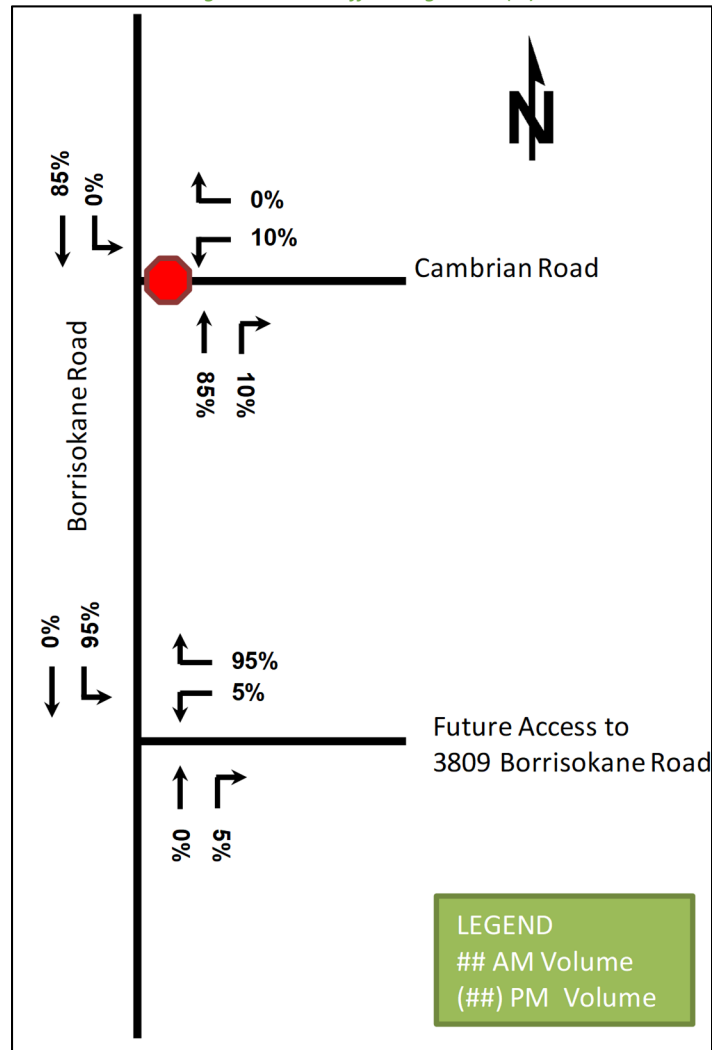 N
85%
0%
0%
10%
Cambrian Road
85%
10%
Borrisokane Road
0%
95%
95%
5%
Future Access to
3809 Borrisokane Road
0%
5%
LEGEND
## AM Volume
(##) PM Volume